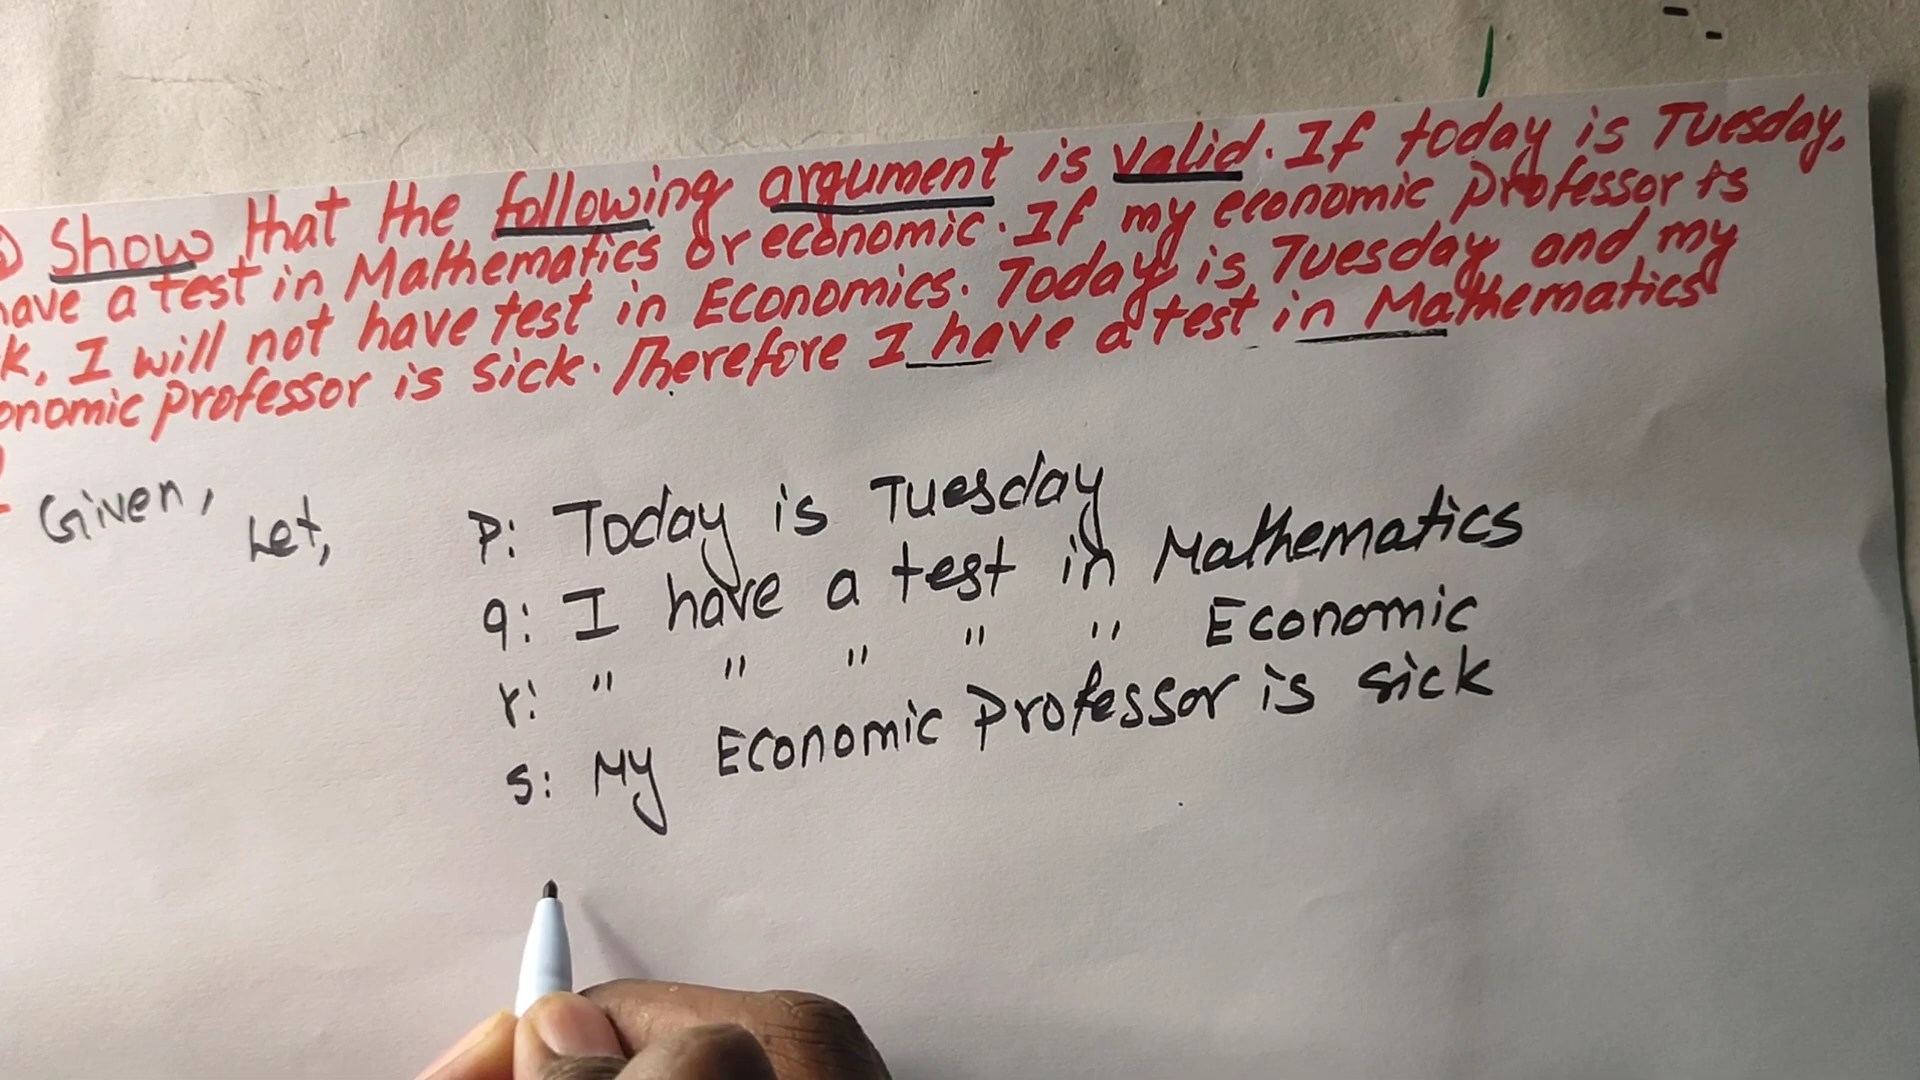 Show that the following argument is valid. If today is Tuesday,
have a test in Mathematics or economic. If my economic professor is
k, I will not have test in Economics. Today is Tuesday and my
onomic professor is sick. Therefore I have a test in Mathematics
Given, Let, P: Today is Tuesday
q: I have a test in Mathematics
r: " " " " " Economic
s: My Economic Professor is sick